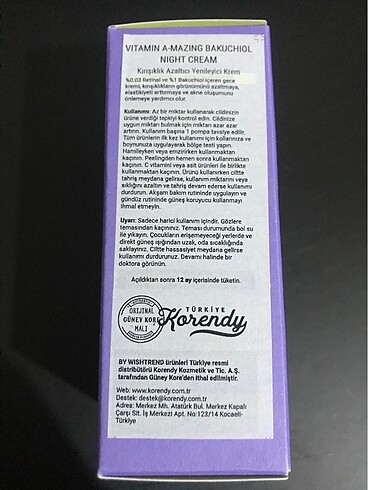 VITAMIN A-MAZING BAKUCHIOL
NIGHT CREAM
Kırışıklık Azaltıcı Yenileyici Krem
%0.03 Retinal ve %1 Bakuchiol içeren gece
kremi, kırışıklıkların görünümünü azaltmaya,
elastikiyeti arttırmaya ve akne oluşumunu
önlemeye yardımcı olur.
Kullanımı: Az bir miktar kullanarak cildinizin
ürüne verdiği tepkiyi kontrol edin. Cildinize
uygun miktarı bulmak için miktarı azar azar
artırın. Kullanım başına 1 pompa tavsiye edilir.
Tüm ürünlerin ilk kez kullanımı için kollarınıza ve
boynunuza uygulayarak bölge testi yapın.
Hamileyken veya emzirirken kullanmaktan
kaçının. Peelingden hemen sonra kullanmaktan
kaçının. C vitamini veya asit ürünleri ile birlikte
kullanmaktan kaçının. Ürünü kullanırken ciltte
tahriş meydana gelirse, kullanım miktarını veya
sıklığını azaltın ve tahriş devam ederse kullanımı
durdurun. Akşam bakım rutininde uygulayın ve
gündüz rutininde güneş koruyucu kullanmayı
ihmal etmeyin.
Uyarı: Sadece harici kullanım içindir. Gözlere
temasından kaçınınız. Teması durumunda bol su
ile yıkayın. Çocukların erişemeyeceği yerlerde ve
direkt güneş ışığından uzak, oda sıcaklığında
saklayınız. Ciltte hassasiyet meydana gelirse
kullanımı durdurunuz. Devamı halinde bir
doktora görünün.
Açıldıktan sonra 12 ay içerisinde tüketin.
ORIJINAL
GÜNEY KORE
MALI
TÜRKİYE
Korendy
BY WISHTREND ürünleri Türkiye resmi
distribütörü Korendy Kozmetik ve Tic. A.Ş.
tarafından Güney Kore'den ithal edilmiştir.
Web: www.korendy.com.tr
Destek: destek@korendy.com.tr
Adres: Merkez Mh. Atatürk Bul. Merkez Kapalı
Çarşı Sit. İş Merkezi Apt. No:123/14 Kocaeli-
Türkiye